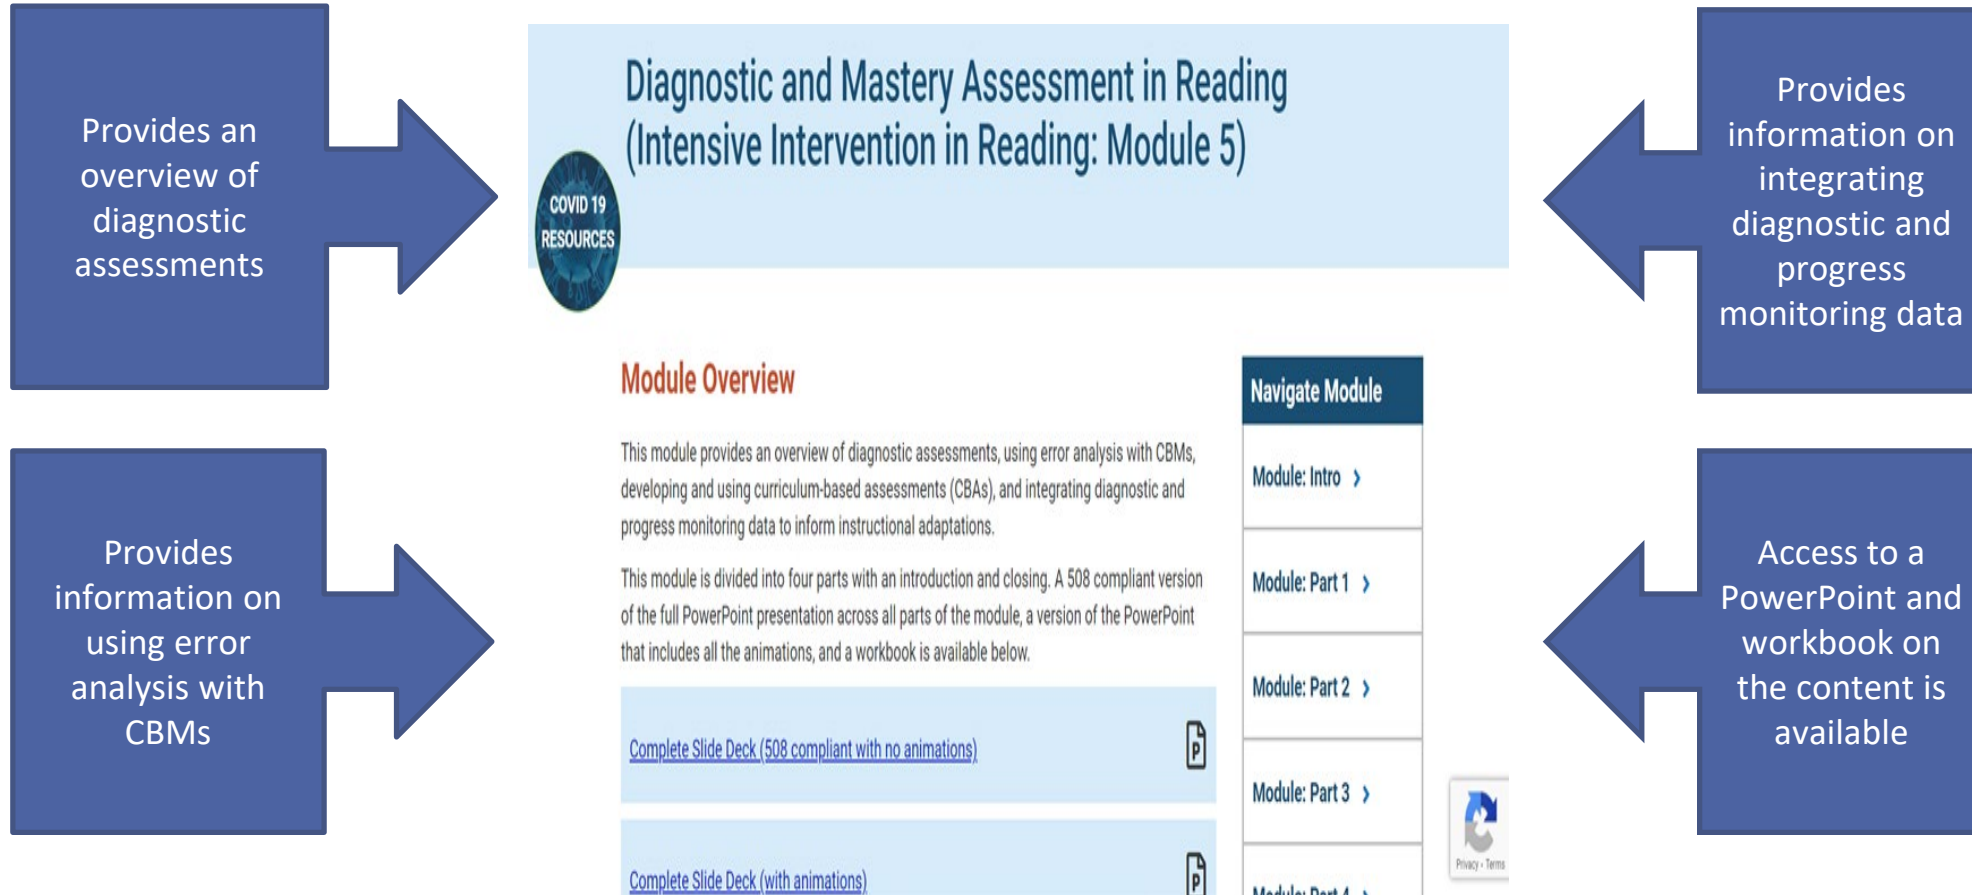 Provides an
overview of
diagnostic
assessments
Provides
information on
using error
analysis with
CBMs
Diagnostic and Mastery Assessment in Reading
(Intensive Intervention in Reading: Module 5)
COVID 19
RESOURCES
Module Overview
This module provides an overview of diagnostic assessments, using error analysis with CBMs,
developing and using curriculum-based assessments (CBAs), and integrating diagnostic and
progress monitoring data to inform instructional adaptations.
This module is divided into four parts with an introduction and closing. A 508 compliant version
of the full PowerPoint presentation across all parts of the module, a version of the PowerPoint
that includes all the animations, and a workbook is available below.
Complete Slide Deck (508 compliant with no animations)
P
Complete Slide Deck (with animations)
P
Navigate Module
Module: Intro >
Module: Part 1 >
Module: Part 2 >
Module: Part 3 >
Module: Part 4 >
Privacy - Terms
Provides
information on
integrating
diagnostic and
progress
monitoring data
Access to a
PowerPoint and
workbook on
the content is
available